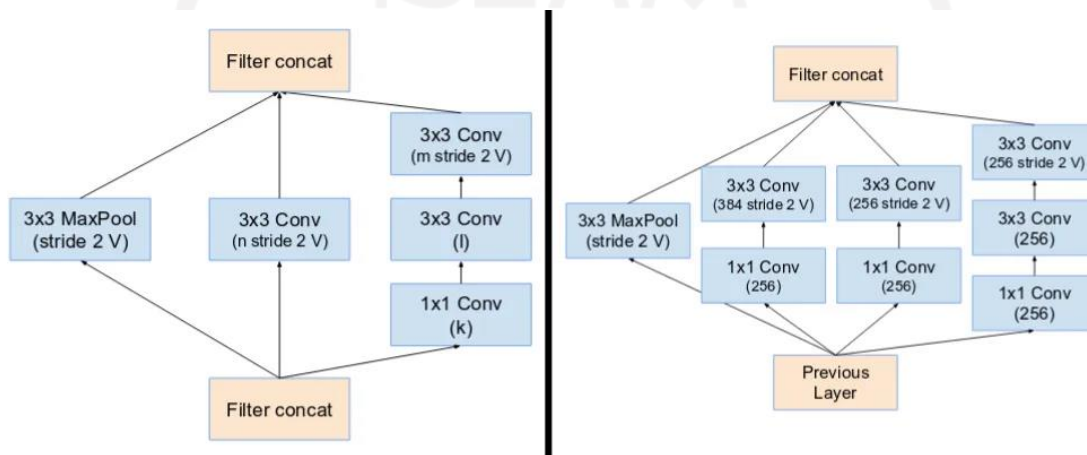 Filter concat
3x3 Conv
(m stride 2 V)
3x3 MaxPool
(stride 2 V)
3x3 Conv
(n stride 2 V)
3x3 Conv
(l)
1x1 Conv
(k)
Filter concat
Filter concat
3x3 Conv
(256 stride 2 V)
3x3 Conv
(384 stride 2 V)
3x3 Conv
(256 stride 2 V)
3x3 MaxPool
(stride 2 V)
3x3 Conv
(256)
1x1 Conv
(256)
1x1 Conv
(256)
1x1 Conv
(256)
Previous
Layer